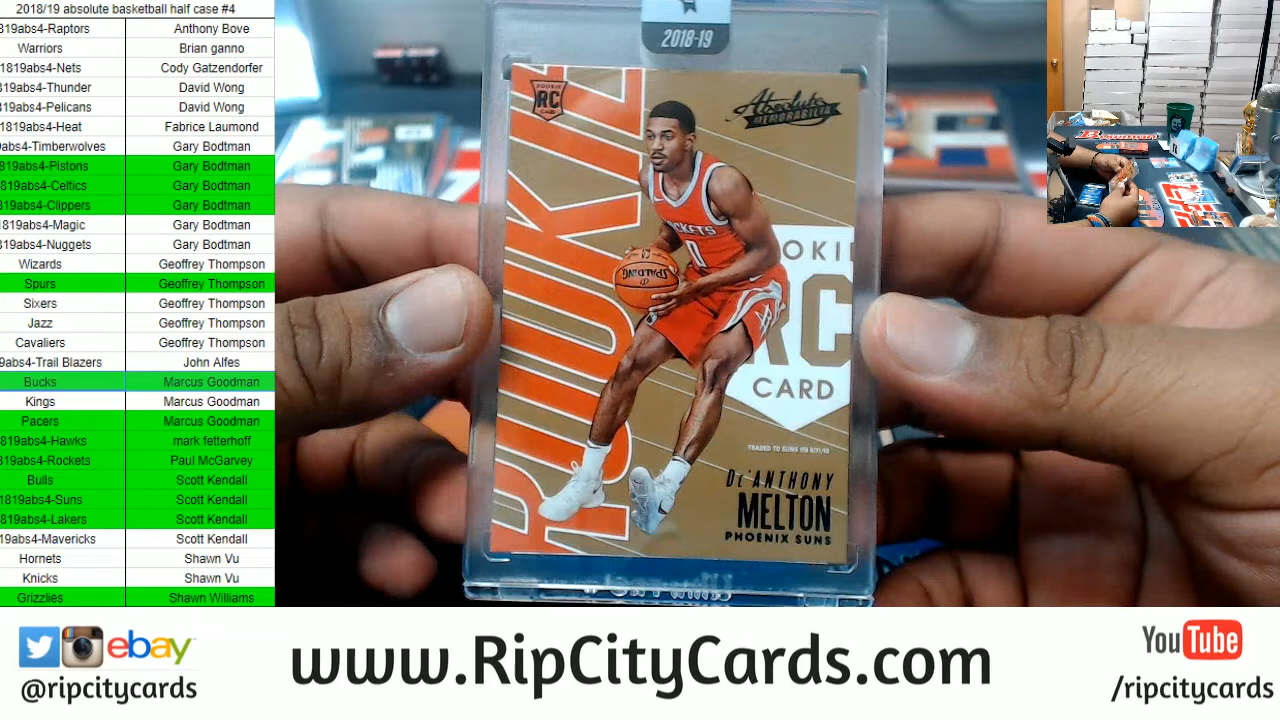 2018/19 absolute basketball half case #4
819abs4-Raptors Anthony Bove
Warriors Brian ganno
1819abs4-Nets Cody Gatzendorfer
819abs4-Thunder David Wong
819abs4-Pelicans David Wong
1819abs4-Heat Fabrice Laumond
9abs4-Timberwolves Gary Bodtman
819abs4-Pistons Gary Bodtman
819abs4-Celtics Gary Bodtman
819abs4-Clippers Gary Bodtman
1819abs4-Magic Gary Bodtman
819abs4-Nuggets Gary Bodtman
Wizards Geoffrey Thompson
Spurs Geoffrey Thompson
Sixers Geoffrey Thompson
Jazz Geoffrey Thompson
Cavaliers Geoffrey Thompson
9abs4-Trail Blazers John Alfes
Bucks Marcus Goodman
Kings Marcus Goodman
Pacers Marcus Goodman
819abs4-Hawks mark fetterhoff
819abs4-Rockets Paul McGarvey
Bulls Scott Kendall
1819abs4-Suns Scott Kendall
819abs4-Lakers Scott Kendall
19abs4-Mavericks Scott Kendall
Hornets Shawn Vu
Knicks Shawn Vu
Grizzlies Shawn Williams
2018-19
ROOKIE
RC
CARD
Absolute
MEMORABILIA
ROOKIE
ROCKETS
0
SPALDING
OOKIE
RC
CARD
TRADED TO SUNS ON 8/31/18
De'ANTHONY
MELTON
PHOENIX SUNS
ebay
@ripcitycards
www.RipCityCards.com
YouTube
/ripcitycards